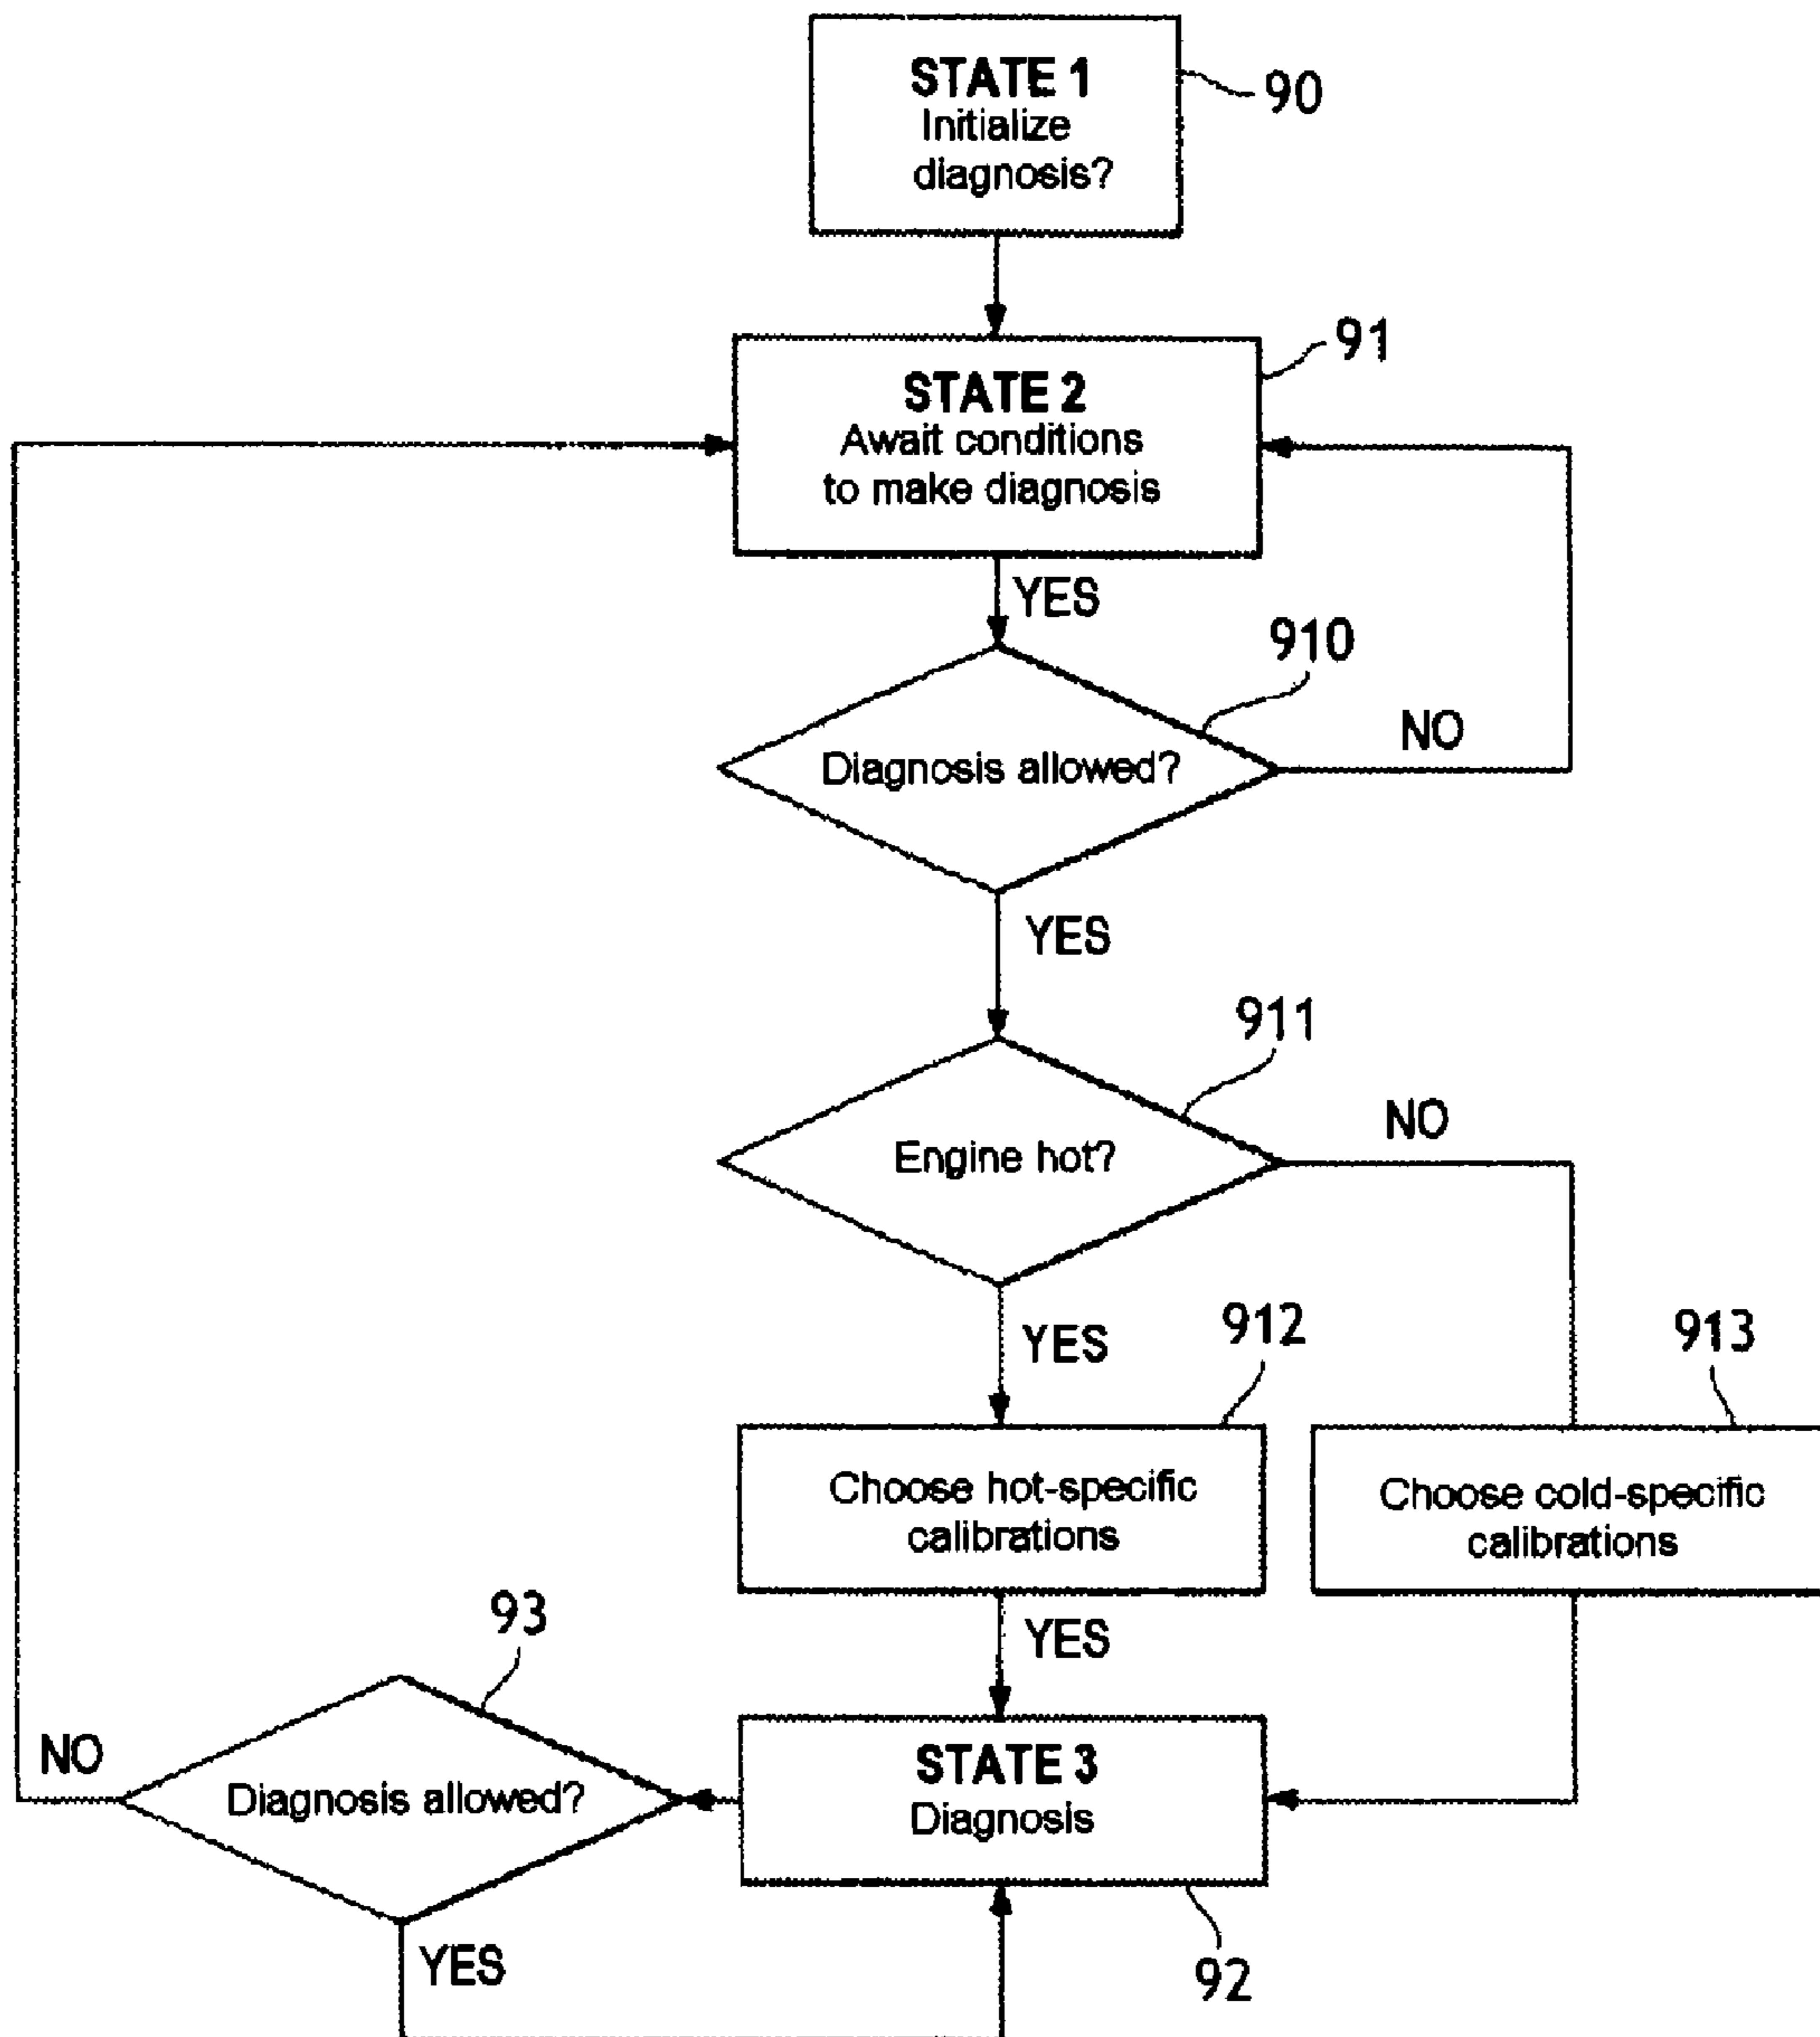 STATE 1
Initialize
diagnosis?
90
STATE 2
Await conditions
to make diagnosis
91
YES
910
Diagnosis allowed?
NO
YES
911
Engine hot?
NO
YES
912
913
Choose hot-specific
calibrations
Choose cold-specific
calibrations
YES
93
NO
Diagnosis allowed?
STATE 3
Diagnosis
YES
92